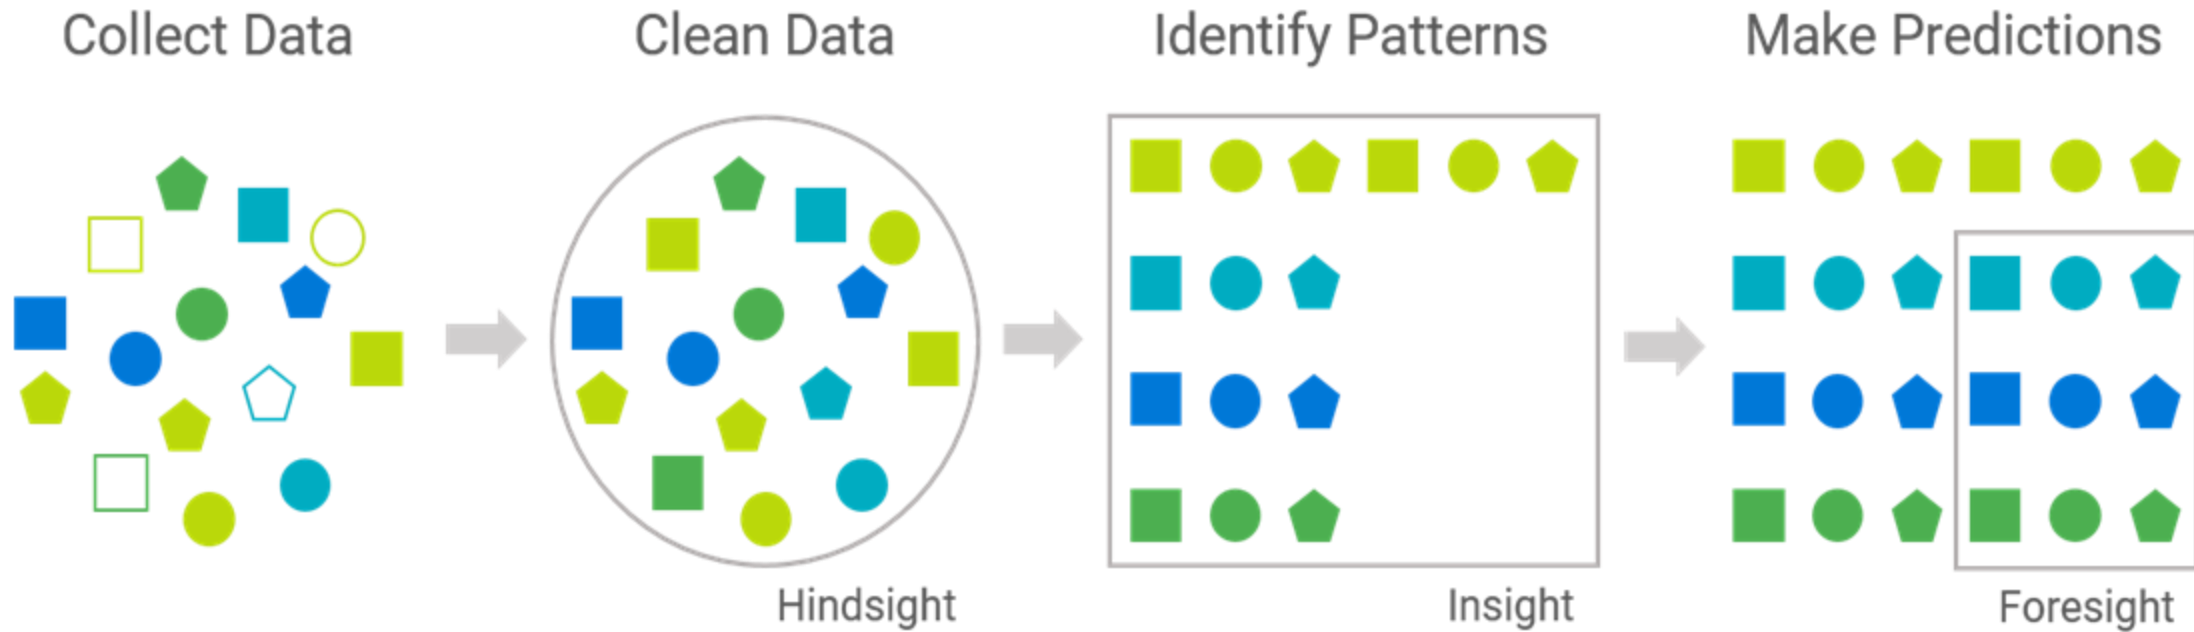 Collect Data
Clean Data
Identify Patterns
Make Predictions
Hindsight
Insight
Foresight